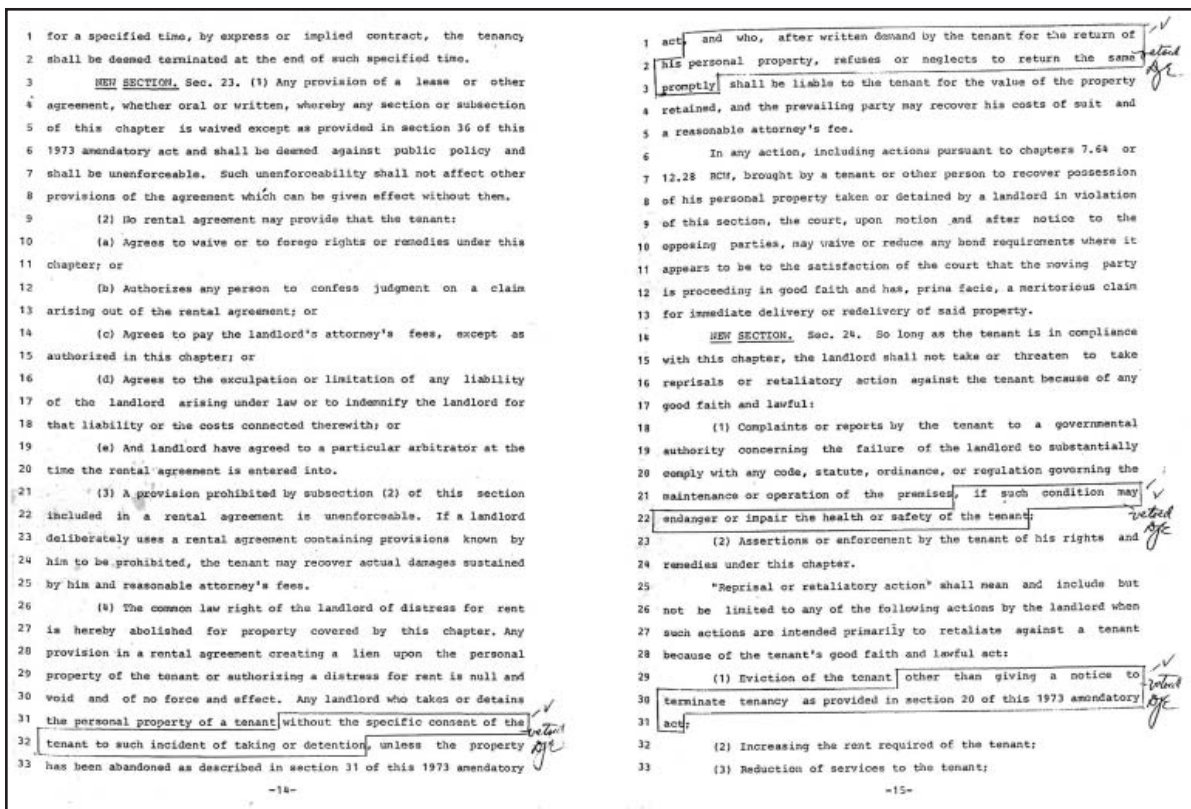 1 for a specified time, by express or implied contract, the tenancy
2 shall be deemed terminated at the end of such specified time.
3 NEW SECTION. Sec. 23. (1) Any provision of a lease or other
4 agreement, whether oral or written, whereby any section or subsection
5 of this chapter is waived except as provided in section 36 of this
6 1973 amendatory act and shall be deemed against public policy and
7 shall be unenforceable. Such unenforceability shall not affect other
8 provisions of the agreement which can be given effect without them.
9 (2) No rental agreement may provide that the tenant:
10 (a) Agrees to waive or to forego rights or remedies under this
11 chapter; or
12 (b) Authorizes any person to confess judgment on a claim
13 arising out of the rental agreement; or
14 (c) Agrees to pay the landlord's attorney's fees, except as
15 authorized in this chapter; or
16 (d) Agrees to the exculpation or limitation of any liability
17 of the landlord arising under law or to indemnify the landlord for
18 that liability or the costs connected therewith; or
19 (e) And landlord have agreed to a particular arbitrator at the
20 time the rental agreement is entered into.
21 (3) A provision prohibited by subsection (2) of this section
22 included in a rental agreement is unenforceable. If a landlord
23 deliberately uses a rental agreement containing provisions known by
24 him to be prohibited, the tenant may recover actual damages sustained
25 by him and reasonable attorney's fees.
26 (4) The common law right of the landlord of distress for rent
27 is hereby abolished for property covered by this chapter. Any
28 provision in a rental agreement creating a lien upon the personal
29 property of the tenant or authorizing a distress for rent is null and
30 void and of no force and effect. Any landlord who takes or detains
31 the personal property of a tenant without the specific consent of the
vetoed
32 tenant to such incident of taking or detention, unless the property
DJE
33 has been abandoned as described in section 31 of this 1973 amendatory
-14-
1 act, and who, after written demand by the tenant for the return of
2 his personal property, refuses or neglects to return the same
vetoed
DJE
3 promptly shall be liable to the tenant for the value of the property
4 retained, and the prevailing party may recover his costs of suit and
5 a reasonable attorney's fee.
6 In any action, including actions pursuant to chapters 7.64 or
7 12.28 RCW, brought by a tenant or other person to recover possession
8 of his personal property taken or detained by a landlord in violation
9 of this section, the court, upon motion and after notice to the
10 opposing parties, may waive or reduce any bond requirements where it
11 appears to be to the satisfaction of the court that the moving party
12 is proceeding in good faith and has, prima facie, a meritorious claim
13 for immediate delivery or redelivery of said property.
14 NEW SECTION. Sec. 24. So long as the tenant is in compliance
15 with this chapter, the landlord shall not take or threaten to take
16 reprisals or retaliatory action against the tenant because of any
17 good faith and lawful:
18 (1) Complaints or reports by the tenant to a governmental
19 authority concerning the failure of the landlord to substantially
20 comply with any code, statute, ordinance, or regulation governing the
21 maintenance or operation of the premises, if such condition may
22 endanger or impair the health or safety of the tenant;
vetoed
DJE
23 (2) Assertions or enforcement by the tenant of his rights and
24 remedies under this chapter.
25 "Reprisal or retaliatory action" shall mean and include but
26 not be limited to any of the following actions by the landlord when
27 such actions are intended primarily to retaliate against a tenant
28 because of the tenant's good faith and lawful act:
29 (1) Eviction of the tenant other than giving a notice to
vetoed
30 terminate tenancy as provided in section 20 of this 1973 amendatory
DJE
31 act;
32 (2) Increasing the rent required of the tenant;
33 (3) Reduction of services to the tenant;
-15-